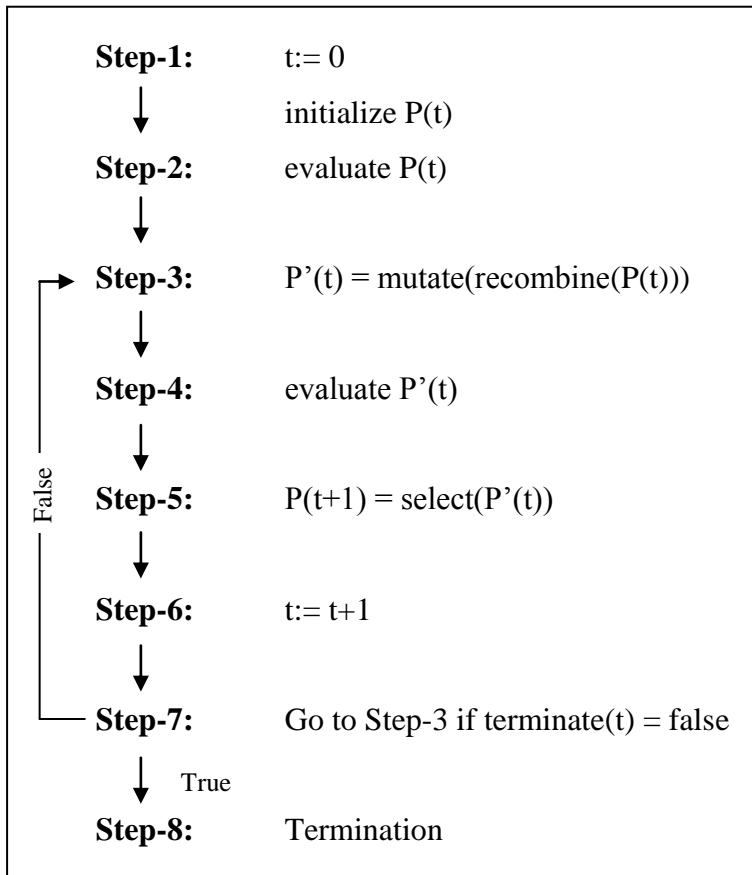 Step-1: t:= 0
initialize P(t)
Step-2: evaluate P(t)
Step-3: P’(t) = mutate(recombine(P(t)))
Step-4: evaluate P’(t)
Step-5: P(t+1) = select(P’(t))
False
Step-6: t:= t+1
Step-7: Go to Step-3 if terminate(t) = false
True
Step-8: Termination